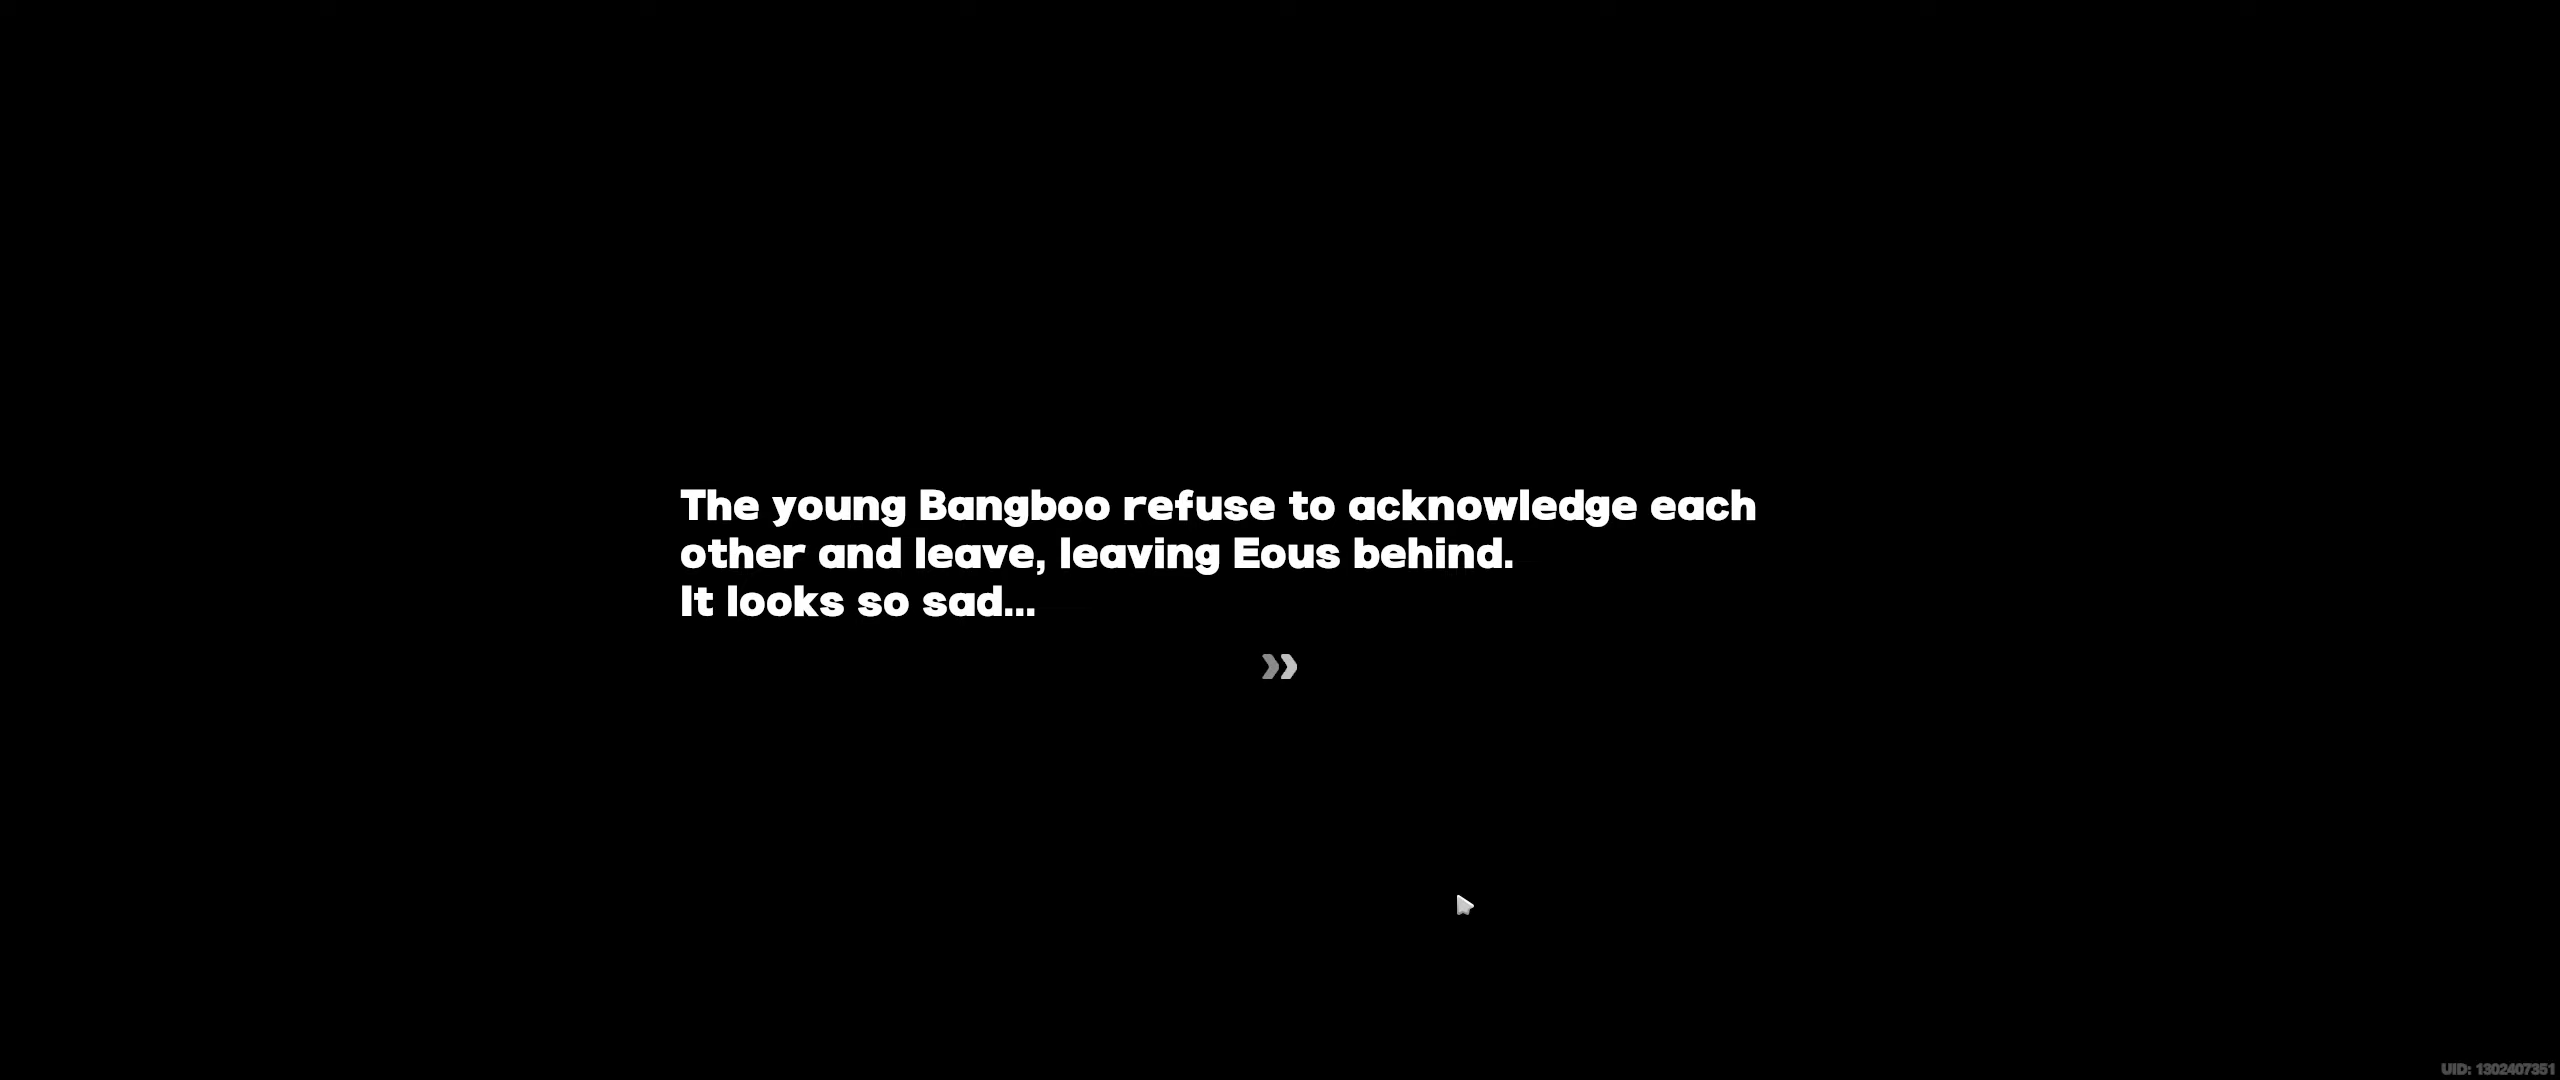 The young Bangboo refuse to acknowledge each
other and leave, leaving Eous behind.
It looks so sad...
UID: 1302407351